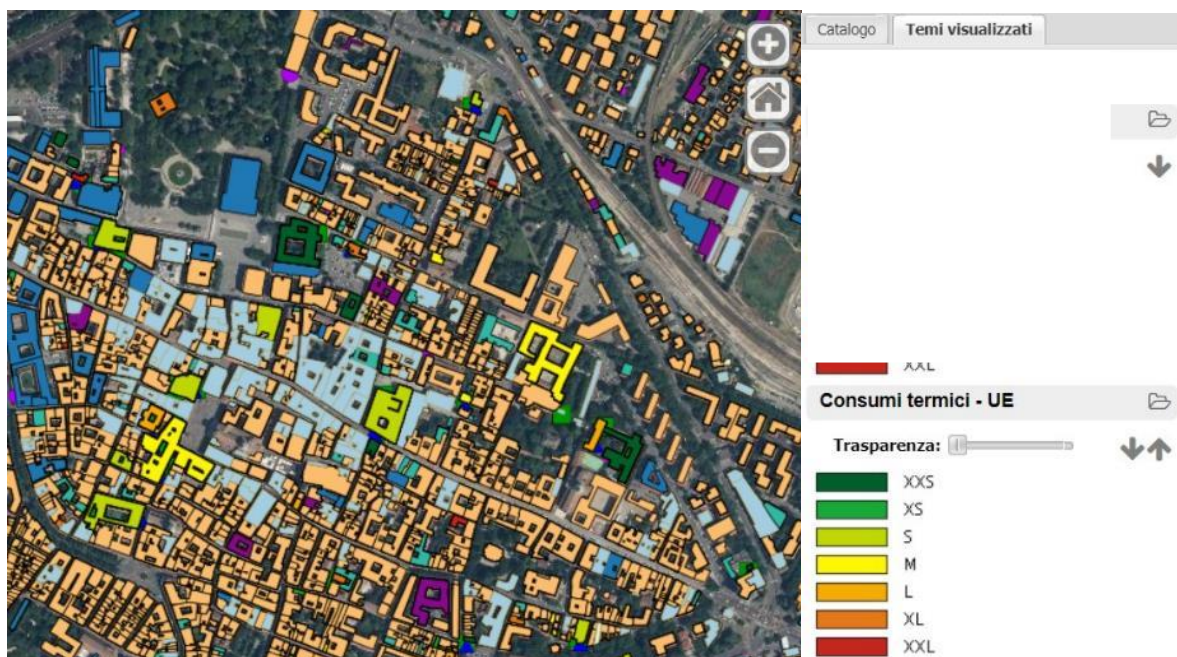 Catalogo Temi visualizzati
XXL
Consumi termici - UE
Trasparenza:
XXS
XS
S
M
L
XL
XXL